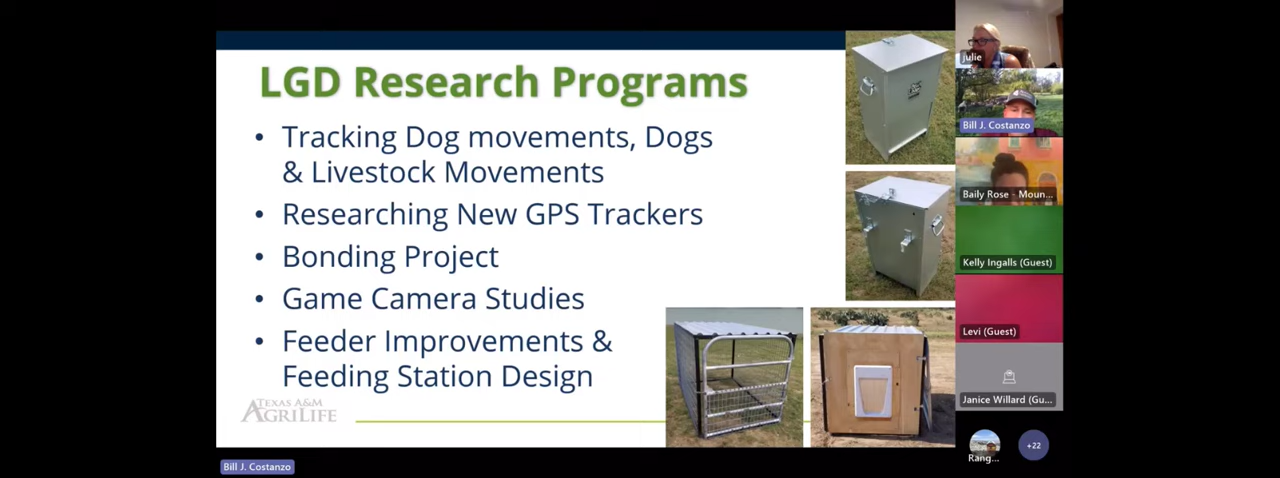 LGD Research Programs
• Tracking Dog movements, Dogs
& Livestock Movements
• Researching New GPS Trackers
• Bonding Project
• Game Camera Studies
• Feeder Improvements &
Feeding Station Design
TEXAS A&M
AGRILIFE
Bill J. Costanzo
julie
Bill J. Costanzo
Baily Rose - Moun...
Kelly Ingalls (Guest)
Levi (Guest)
Janice Willard (Gu...
Rang...
+22